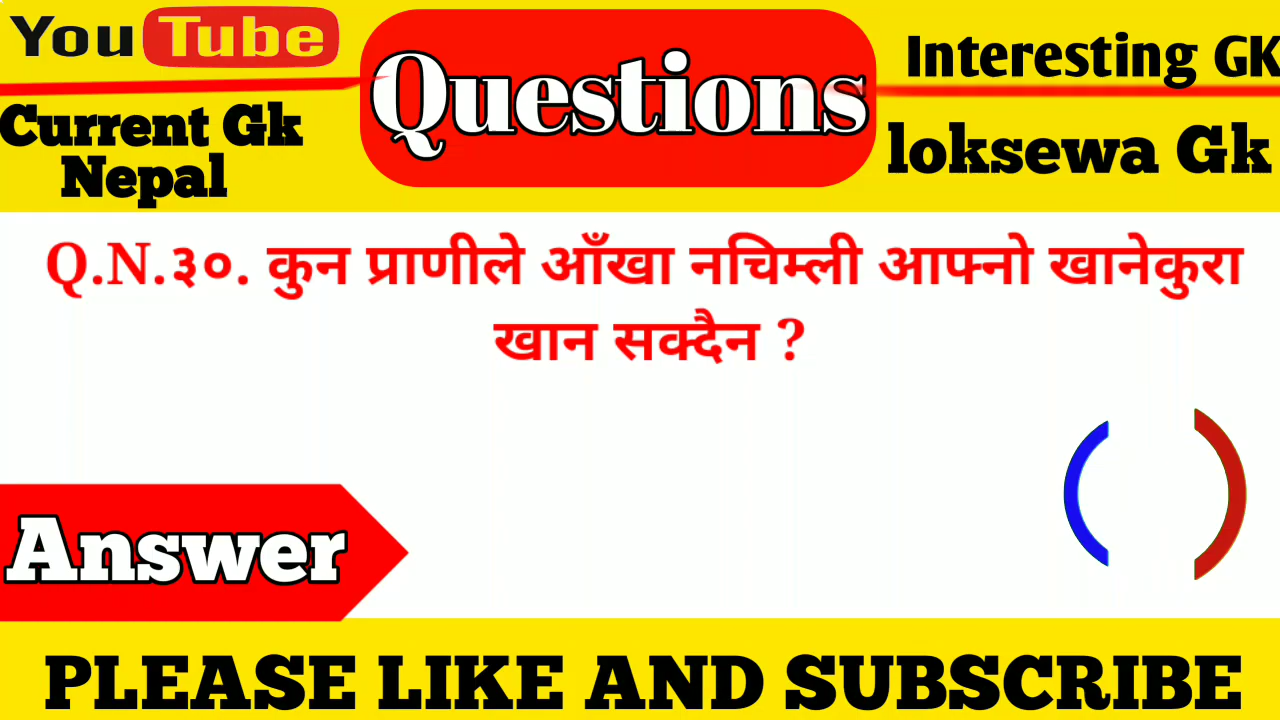 YouTube
Current Gk
Nepal
Questions
Interesting GK
loksewa Gk
Q.N.३०. कुन प्राणीले आँखा नचिम्ली आफ्नो खानेकुरा
खान सक्दैन ?
Answer
PLEASE LIKE AND SUBSCRIBE